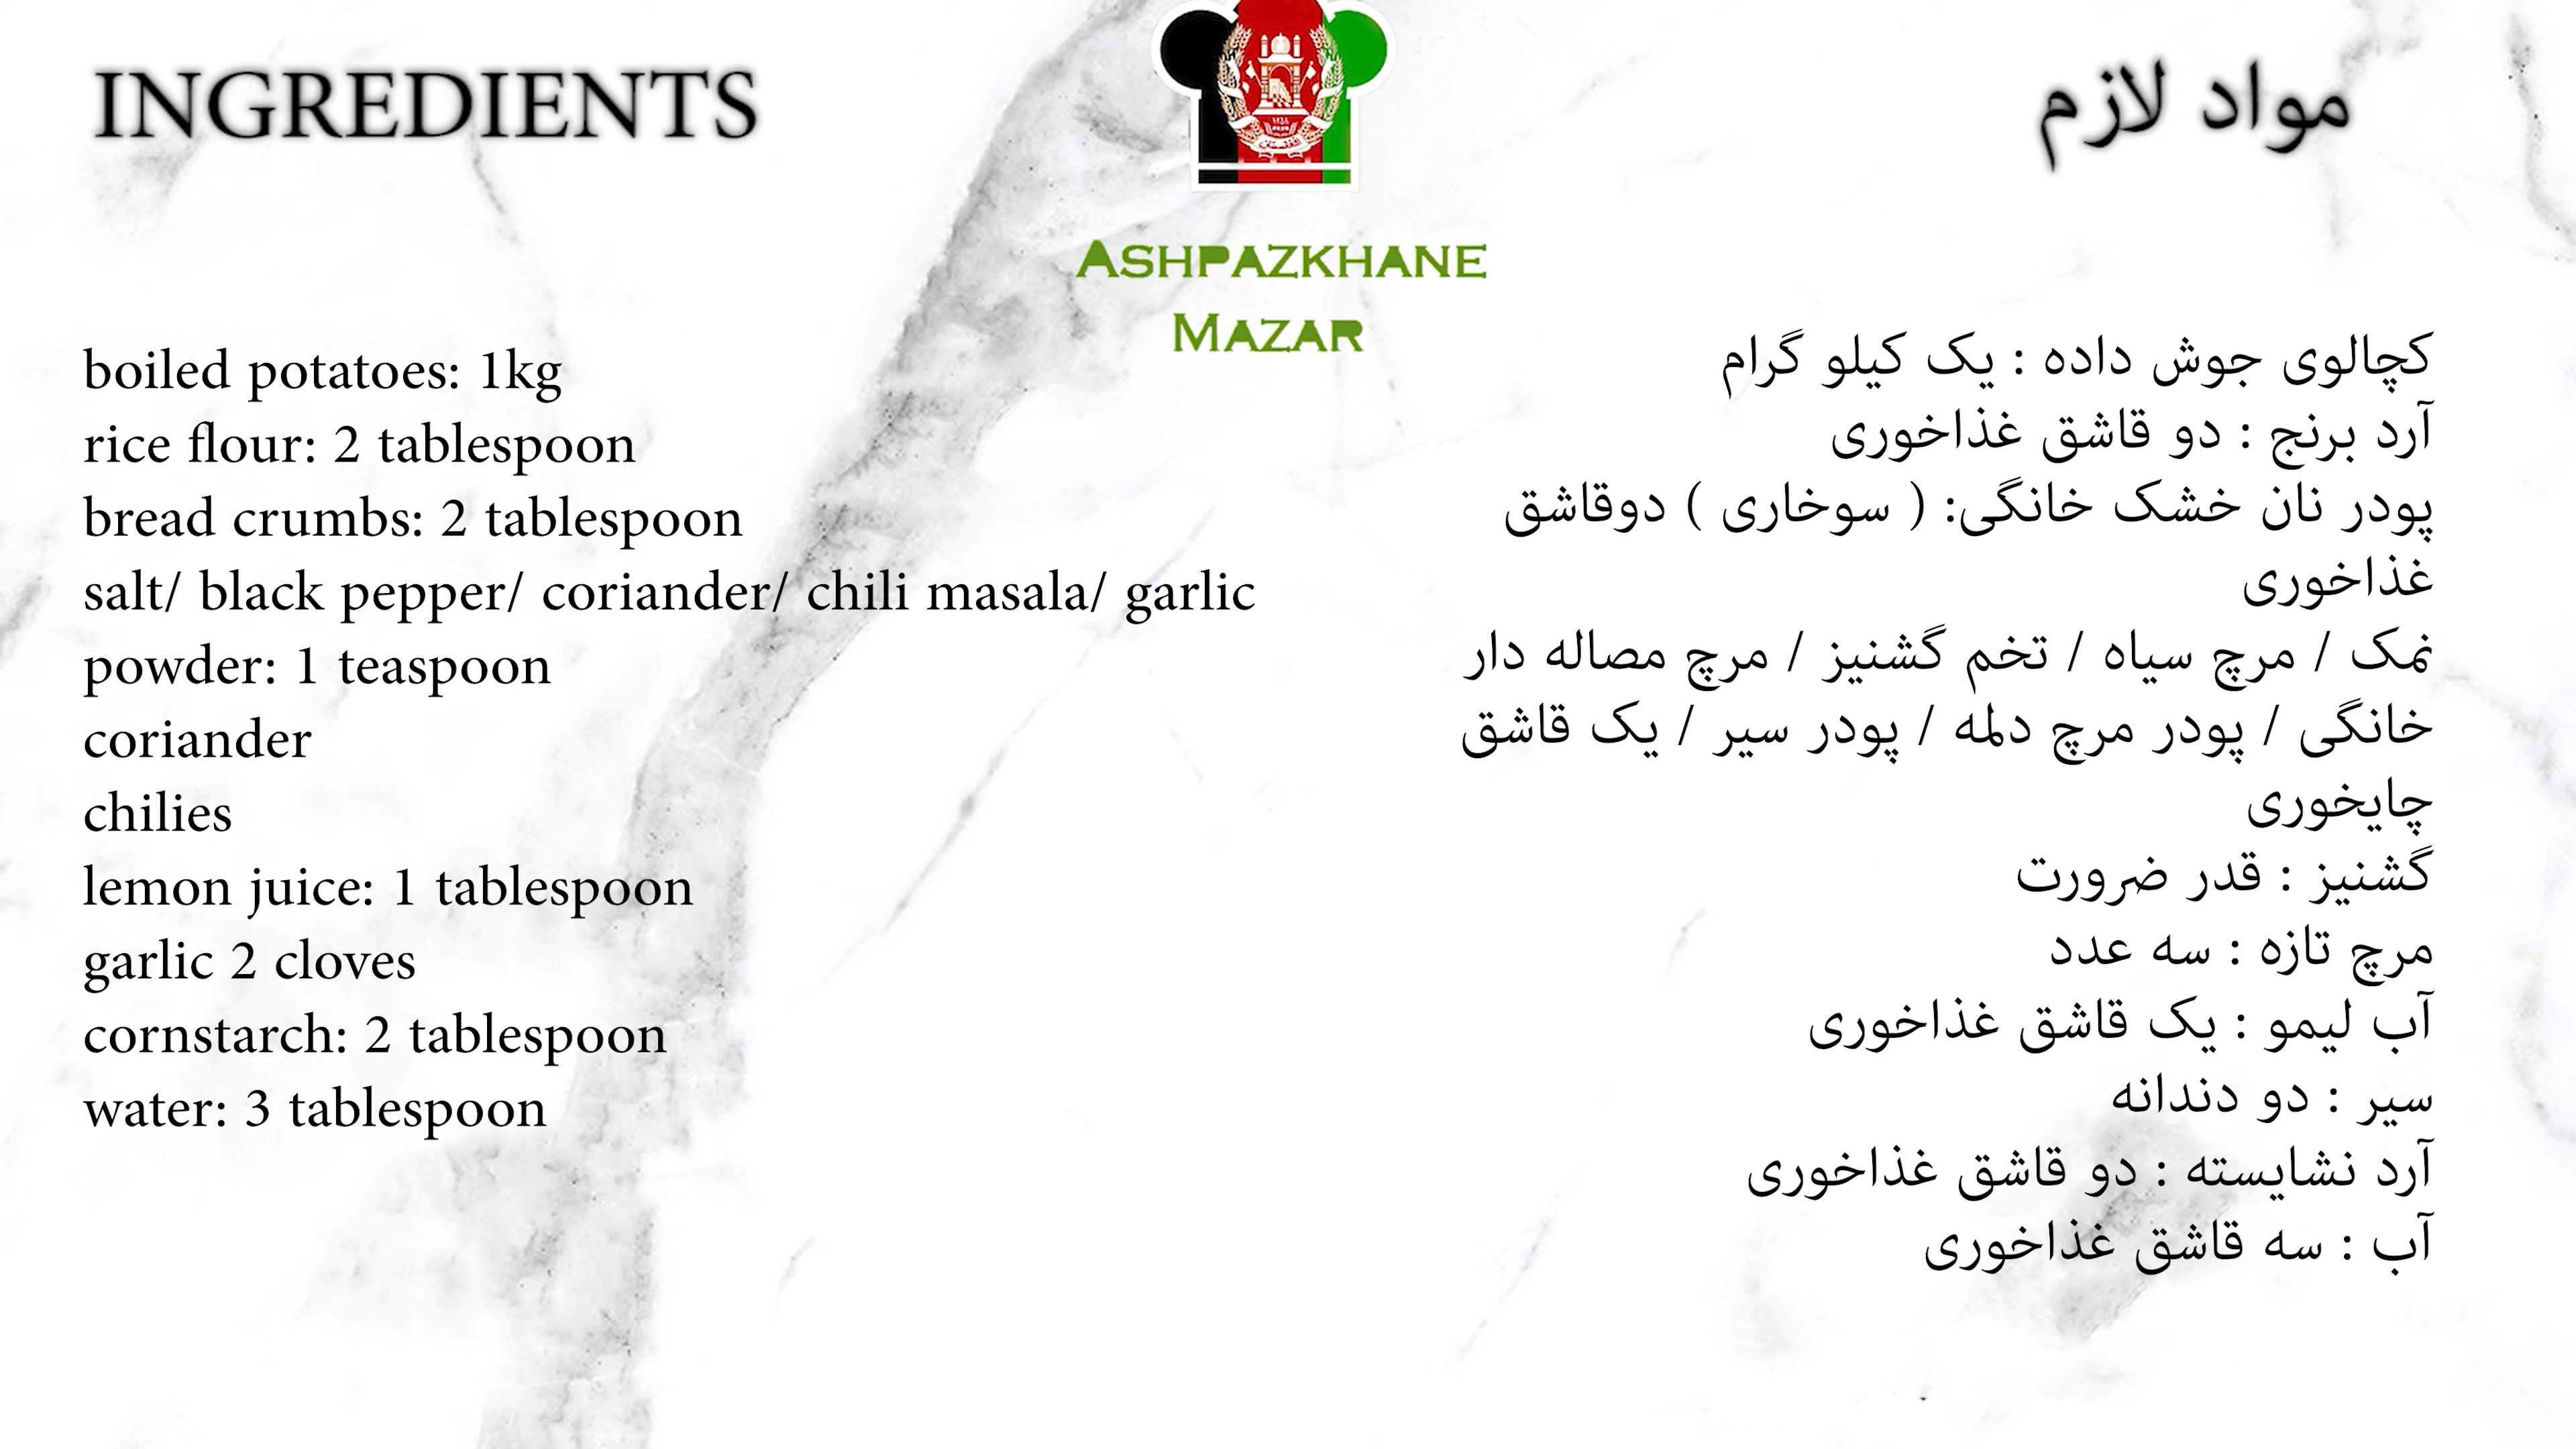 INGREDIENTS
مواد لازم
ASHPAZKHANE
MAZAR
boiled potatoes: 1kg
rice flour: 2 tablespoon
bread crumbs: 2 tablespoon
salt/ black pepper/ coriander/ chili masala/ garlic
powder: 1 teaspoon
coriander
chilies
lemon juice: 1 tablespoon
garlic 2 cloves
cornstarch: 2 tablespoon
water: 3 tablespoon
کچالوی جوش داده : یک کیلو گرام
آرد برنج : دو قاشق غذاخوری
پودر نان خشک خانگی: ( سوخاری ) دوقاشق
غذاخوری
نمک / مرچ سیاه / تخم گشنیز / مرچ مصاله دار
خانگی / پودر مرچ دلمه / پودر سیر / یک قاشق
چایخوری
گشنیز : قدر ضرورت
مرچ تازه : سه عدد
آب لیمو : یک قاشق غذاخوری
سیر : دو دندانه
آرد نشایسته : دو قاشق غذاخوری
آب : سه قاشق غذاخوری